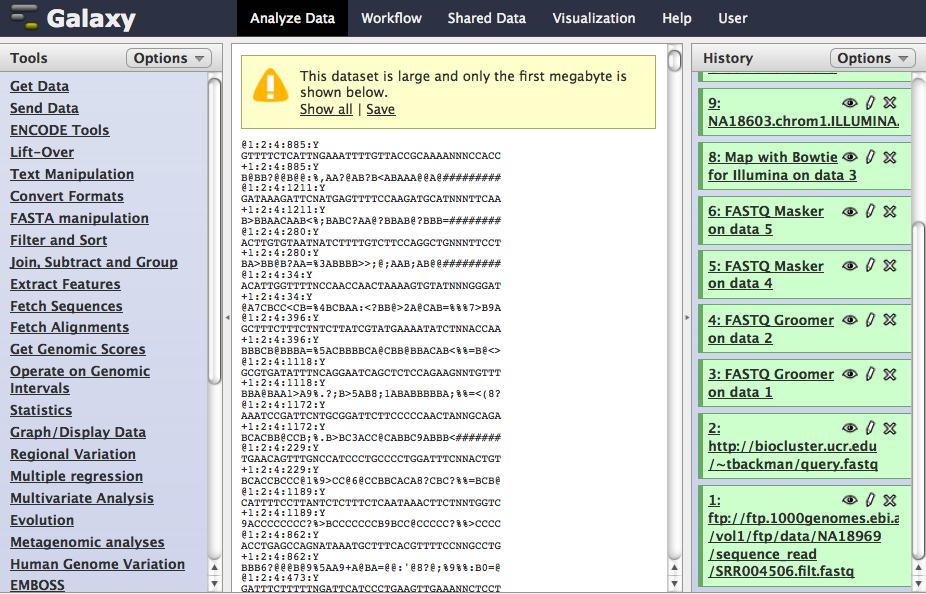 Galaxy
Analyze Data
Workflow
Shared Data
Visualization
Help
User
Tools
Options
Get Data
Send Data
ENCODE Tools
Lift-Over
Text Manipulation
Convert Formats
FASTA manipulation
Filter and Sort
Join, Subtract and Group
Extract Features
Fetch Sequences
Fetch Alignments
Get Genomic Scores
Operate on Genomic
Intervals
Statistics
Graph/Display Data
Regional Variation
Multiple regression
Multivariate Analysis
Evolution
Metagenomic analyses
Human Genome Variation
EMBOSS
This dataset is large and only the first megabyte is
shown below.
Show all | Save
@1:2:4:885:Y
GTTTTCTCATTNGAAATTTTGTTACCGCAAAANNNCCACC
+1:2:4:885:Y
B@BB?@@B@@:%,AA?@AB?B<ABAAA@@A@#########
@1:2:4:1211:Y
GATAAAGATTCNATGAGTTTTCCAAGATGCATNNNTTCAA
+1:2:4:1211:Y
B>BBAACAAB<%;BABC?AA@?BBAB@?BBB=########
@1:2:4:280:Y
ACTTGTGTAATNATCTTTTGTCTTCCAGGCTGNNNTTCCT
+1:2:4:280:Y
BA>BB@B?AA=%3ABBBB>>;@;AAB;AB@@#########
@1:2:4:34:Y
ACATTGGTTTTCCAACCAACTAAAAGTATNNNGGGAT
+1:2:4:34:Y
@A7CBCC<CB=%4BCBAA:<?BB@>2A@CAB=%%%7>B9A
@1:2:4:396:Y
GCTTTCTTTCTNTCTTATCGTATGAAAATATCTNNACCAA
+1:2:4:396:Y
BBBCB@BBBA=%5ACBBBBCA@CBB@BBACAB<%%=B@<>
@1:2:4:1118:Y
GCGTGATATTTNCAGGAATCAGCTCTCCAGAAGNNTGTTT
+1:2:4:1118:Y
BBA@BAA1>A9%.?;B>5AB8;1ABABBBBBA;%%=<(8?
@1:2:4:1172:Y
AAATCCGATTCNTGCGGATTCTTCCCCCAACTANNGCAGA
+1:2:4:1172:Y
BCACBB@CCB;%.B>BC3ACC@CABBC9ABBB<#######
@1:2:4:229:Y
TGAACAGTTTGNCCATCCCTGCCCCTGGATTTCNNACTGT
+1:2:4:229:Y
BCACCBCCC@1%9>CC@6@CCBBCACA8?CBC?%%=BCB@
@1:2:4:1189:Y
CATTTTCCTTANTCTCTTTCTCAATAAACTTCTNNTGGTC
+1:2:4:1189:Y
9ACCCCCCCC?%>BCCCCCCCB9BCC@CCCCC?%%>CCCC
@1:2:4:862:Y
ACCTGAGCCAGNATAAATGCTTTCACGTTTTCCNNGCCTG
+1:2:4:862:Y
BBB6?@@@B@9%5AA9+A@BA=@@:'@8?@;%9%%:B0=@
@1:2:4:473:Y
GATTTCTTTTTNGATTCATCCCTGAAGTTGAAAANCTCCT
History
Options
9:
NA18603.chrom1.ILLUMINA.
8: Map with Bowtie
for Illumina on data 3
6: FASTQ Masker
on data 5
5: FASTQ Masker
on data 4
4: FASTQ Groomer
on data 2
3: FASTQ Groomer
on data 1
2:
http://biocluster.ucr.edu
/~tbackman/query.fastq
1:
ftp://ftp.1000genomes.ebi.a
/vol1/ftp/data/NA18969
/sequence_read
/SRR004506.filt.fastq